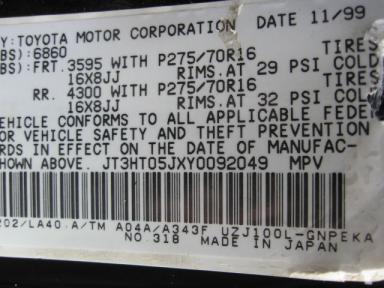 Y: TOYOTA MOTOR CORPORATION DATE 11/99
BS): 6860
BS): FRT. 3595 WITH P275/70R16 TIRES
16X8JJ RIMS. AT 29 PSI COLD
RR. 4300 WITH P275/70R16 TIRES
16X8JJ RIMS. AT 32 PSI COLD
VEHICLE CONFORMS TO ALL APPLICABLE FEDE
OR VEHICLE SAFETY AND THEFT PREVENTION
RDS IN EFFECT ON THE DATE OF MANUFAC-
HOWN ABOVE. JT3HT05JXY0092049 MPV
202/LA40 A/TM A04A/A343F UZJ100L-GNPEKA
NO.318 MADE IN JAPAN